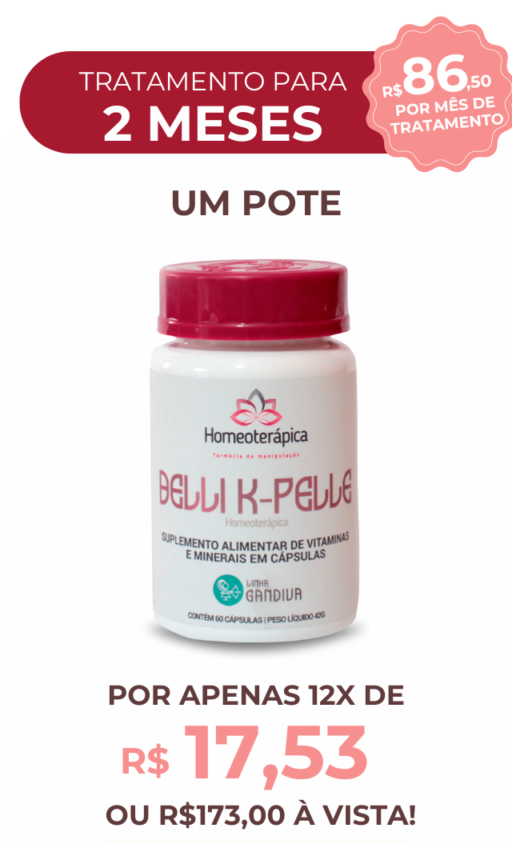 TRATAMENTO PARA
2 MESES
R$86,50
POR MÊS DE
TRATAMENTO
UM POTE
Homeoterápica
farmácia de manipulação
BELLI K-PELLE
Homeoterápica
SUPLEMENTO ALIMENTAR DE VITAMINAS
E MINERAIS EM CÁPSULAS
LINHA
GANDIVA
CONTÉM 60 CÁPSULAS | PESO LÍQUIDO 42G
POR APENAS 12X DE
R$ 17,53
OU R$173,00 À VISTA!